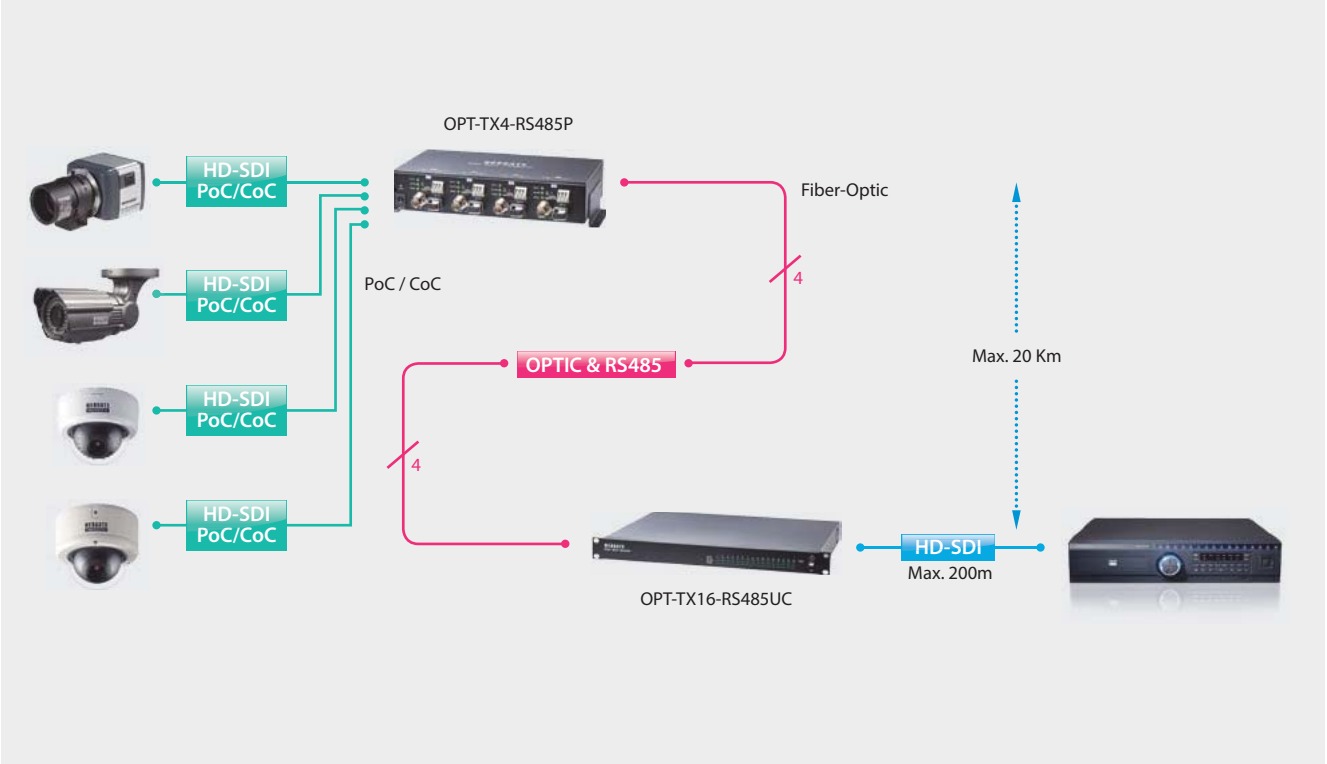 OPT-TX4-RS485P
HD-SDI
PoC/CoC
Fiber-Optic
HD-SDI
PoC/CoC
PoC / CoC
4
Max. 20 Km
OPTIC & RS485
HD-SDI
PoC/CoC
4
HD-SDI
PoC/CoC
HD-SDI
Max. 200m
OPT-TX16-RS485UC